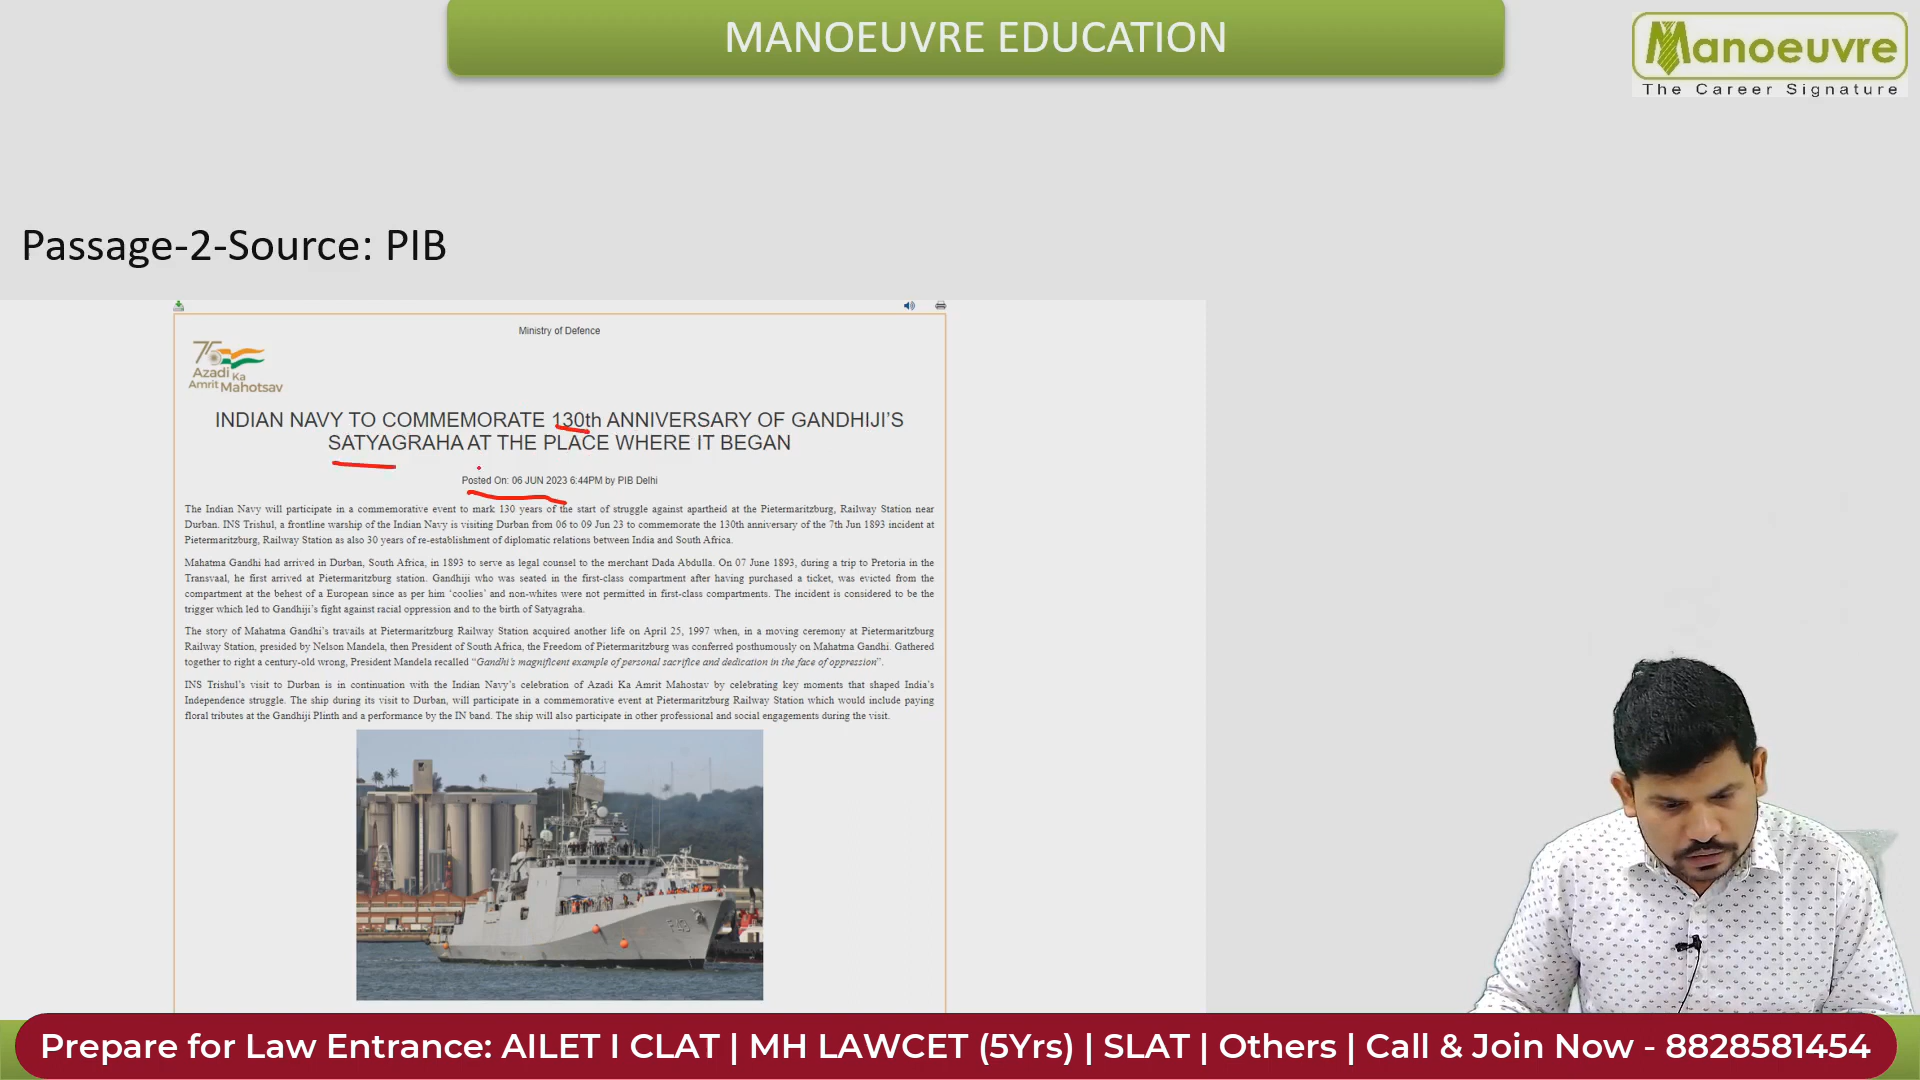 MANOEUVRE EDUCATION
Manoeuvre
The Career Signature
Passage-2-Source: PIB
Ministry of Defence
75
Azadi Ka
Amrit Mahotsav
INDIAN NAVY TO COMMEMORATE 130th ANNIVERSARY OF GANDHIJI'S
SATYAGRAHA AT THE PLACE WHERE IT BEGAN
Posted On: 06 JUN 2023 6:44PM by PIB Delhi
The Indian Navy will participate in a commemorative event to mark 130 years of the start of struggle against apartheid at the Pietermaritzburg, Railway Station near
Durban. INS Trishul, a frontline warship of the Indian Navy is visiting Durban from 06 to 09 Jun 23 to commemorate the 130th anniversary of the 7th Jun 1893 incident at
Pietermaritzburg, Railway Station as also 30 years of re-establishment of diplomatic relations between India and South Africa.
Mahatma Gandhi had arrived in Durban, South Africa, in 1893 to serve as legal counsel to the merchant Dada Abdulla. On 07 June 1893, during a trip to Pretoria in the
Transvaal, he first arrived at Pietermaritzburg station. Gandhiji who was seated in the first-class compartment after having purchased a ticket, was evicted from the
compartment at the behest of a European since as per him 'coolies' and non-whites were not permitted in first-class compartments. The incident is considered to be the
trigger which led to Gandhiji's fight against racial oppression and to the birth of Satyagraha.
The story of Mahatma Gandhi's travails at Pietermaritzburg Railway Station acquired another life on April 25, 1997 when, in a moving ceremony at Pietermaritzburg
Railway Station, presided by Nelson Mandela, then President of South Africa, the Freedom of Pietermaritzburg was conferred posthumously on Mahatma Gandhi. Gathered
together to right a century-old wrong, President Mandela recalled "Gandhi's magnificent example of personal sacrifice and dedication in the face of oppression".
INS Trishul's visit to Durban is in continuation with the Indian Navy's celebration of Azadi Ka Amrit Mahostav by celebrating key moments that shaped India's
Independence struggle. The ship during its visit to Durban, will participate in a commemorative event at Pietermaritzburg Railway Station which would include paying
floral tributes at the Gandhiji Plinth and a performance by the IN band. The ship will also participate in other professional and social engagements during the visit.
F43
Prepare for Law Entrance: AILET I CLAT | MH LAWCET (5Yrs) | SLAT | Others | Call & Join Now - 8828581454